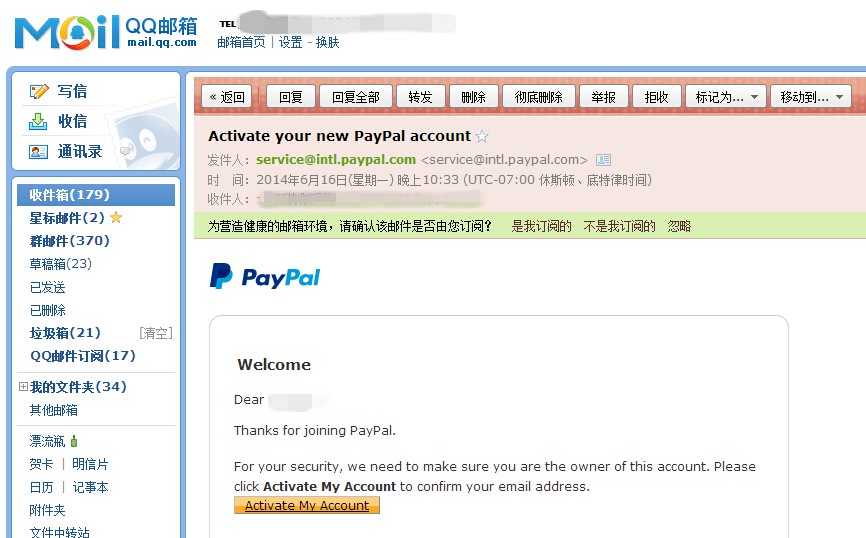 Mail QQ邮箱
mail.qq.com
TEL
邮箱首页 | 设置 - 换肤
写信
收信
通讯录
收件箱(179)
星标邮件(2)
群邮件(370)
草稿箱(23)
已发送
已删除
垃圾箱(21) [清空]
QQ邮件订阅(17)
我的文件夹(34)
其他邮箱
漂流瓶
贺卡 | 明信片
日历 | 记事本
附件夹
文件中转站
« 返回 回复 回复全部 转发 删除 彻底删除 举报 拒收 标记为... 移动到...
Activate your new PayPal account
发件人：service@intl.paypal.com <service@intl.paypal.com>
时 间：2014年6月16日(星期一) 晚上10:33 (UTC-07:00 休斯顿、底特律时间)
收件人：
为营造健康的邮箱环境，请确认该邮件是否由您订阅？ 是我订阅的 不是我订阅的 忽略
PayPal
Welcome
Dear
Thanks for joining PayPal.
For your security, we need to make sure you are the owner of this account. Please
click Activate My Account to confirm your email address.
Activate My Account